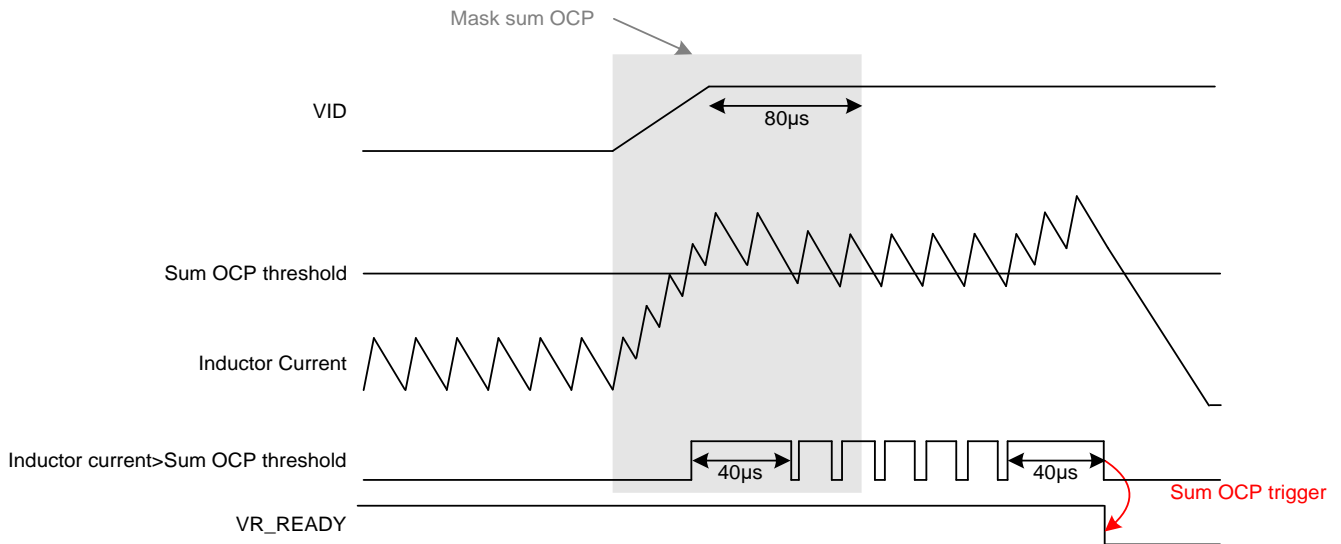 Mask sum OCP
VID
80µs
Sum OCP threshold
Inductor Current
Inductor current>Sum OCP threshold
40µs
40µs
Sum OCP trigger
VR_READY